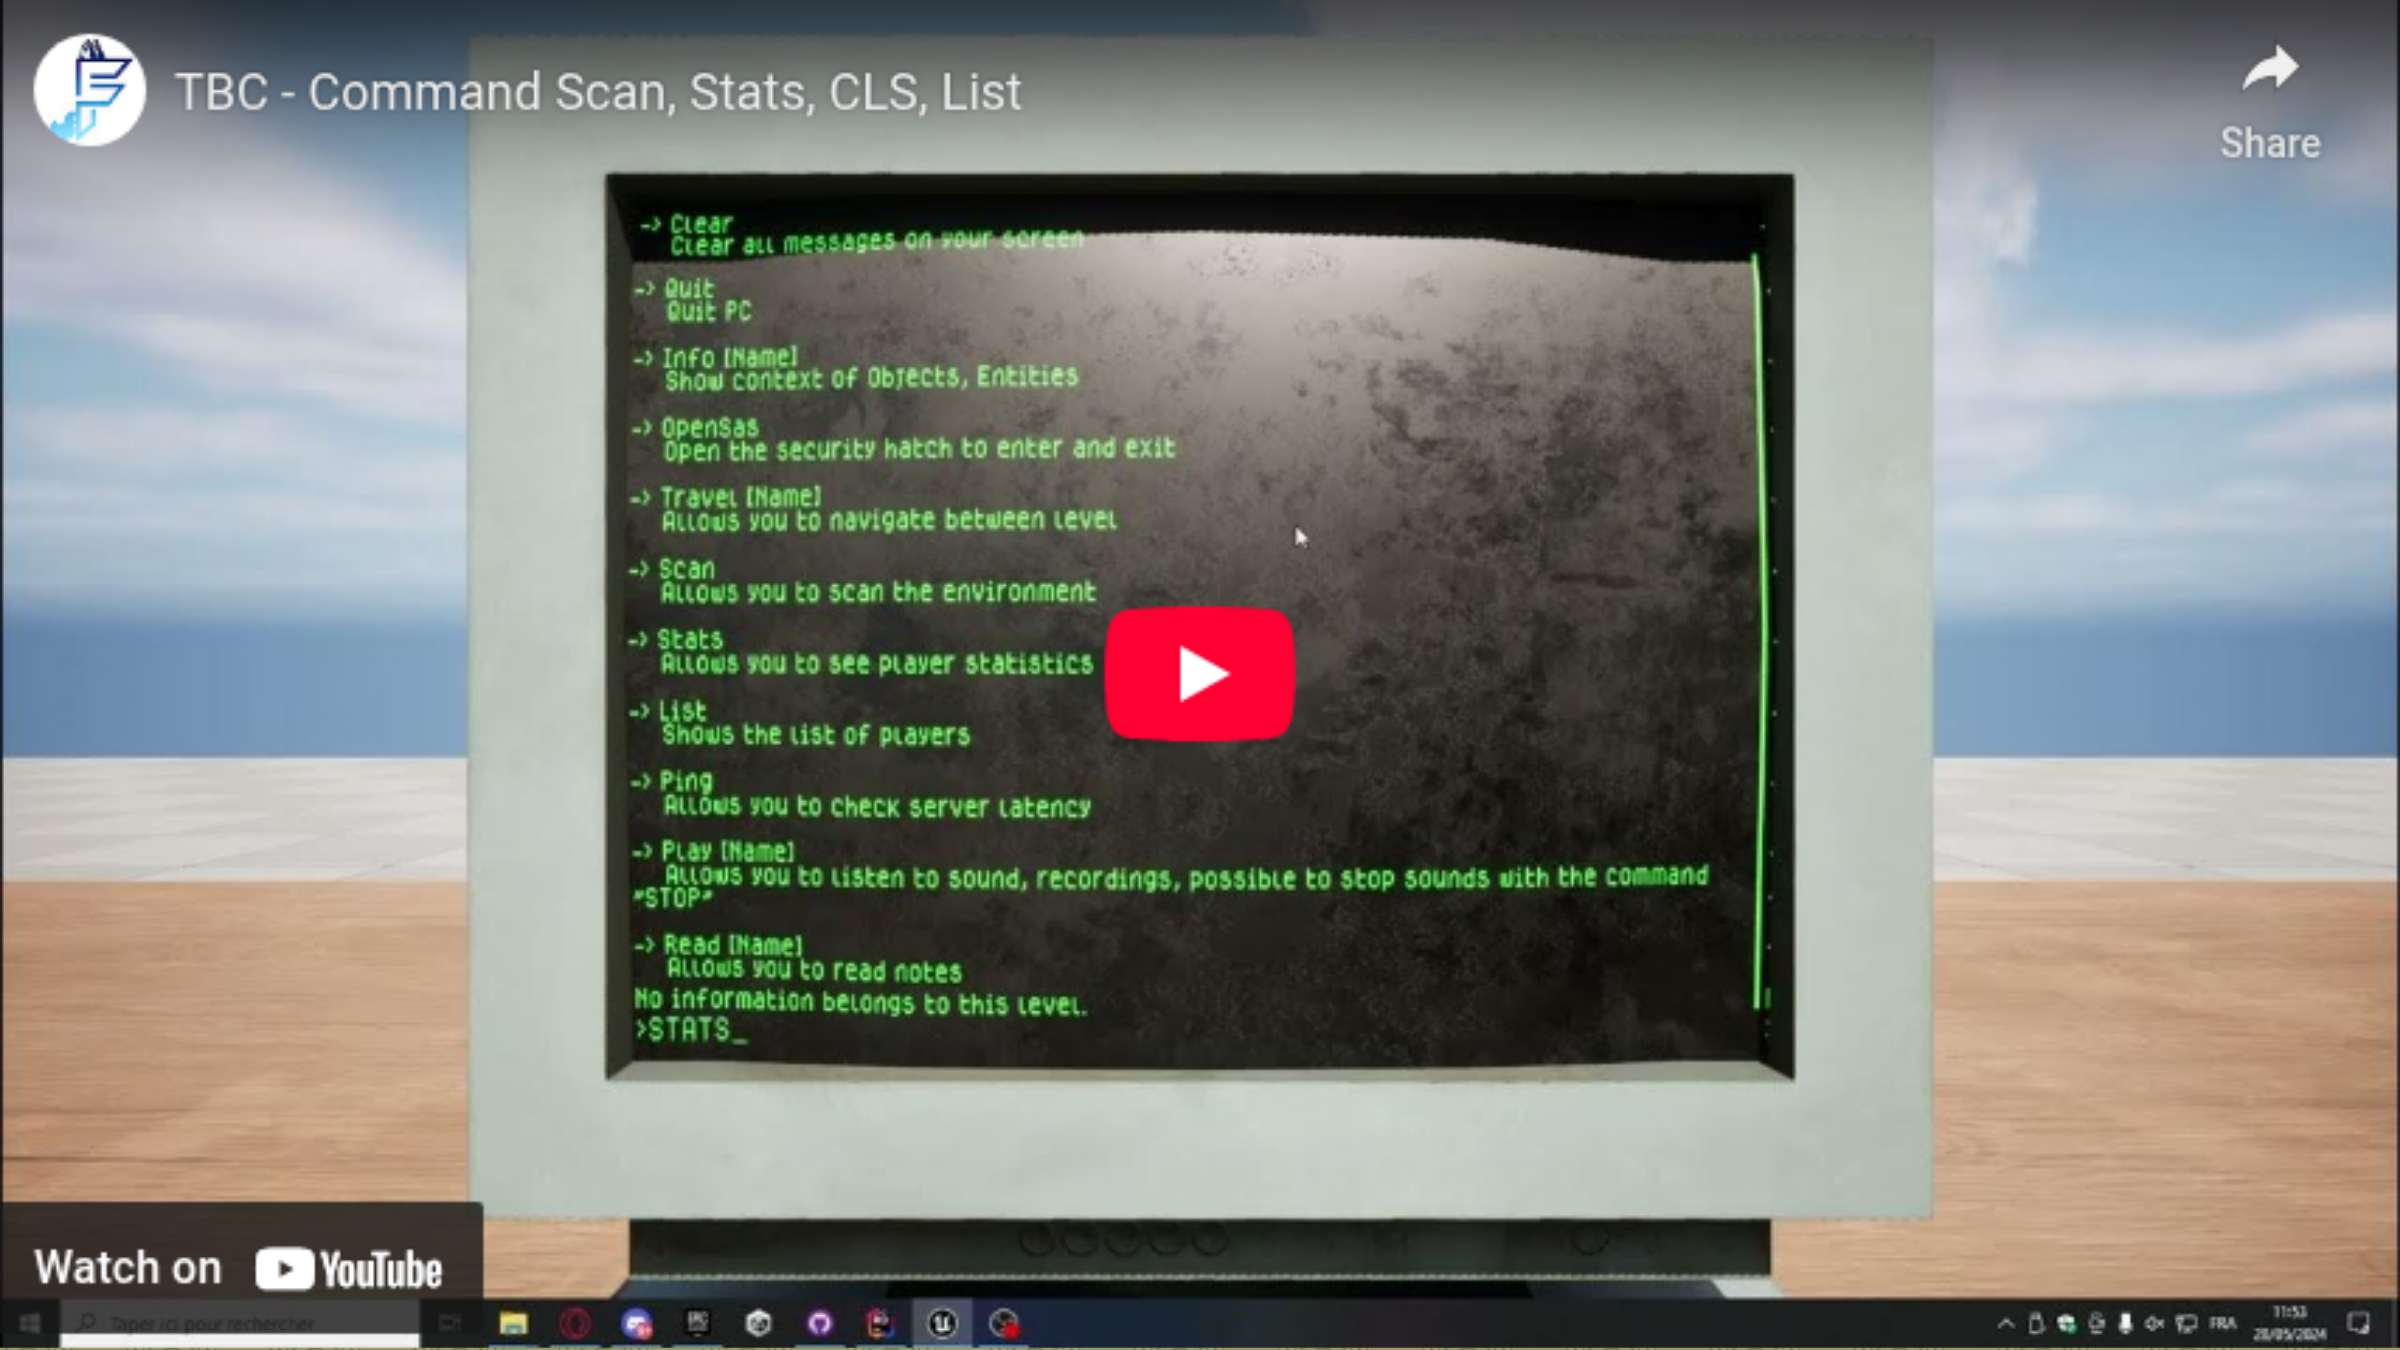 TBC - Command Scan, Stats, CLS, List
Share
-> Clear
Clear all messages on your screen
-> Quit
Quit PC
-> Info [Name]
Show context of Objects, Entities
-> OpenSas
Open the security hatch to enter and exit
-> Travel [Name]
Allows you to navigate between level
-> Scan
Allows you to scan the environment
-> Stats
Allows you to see player statistics
-> List
Shows the list of players
-> Ping
Allows you to check server latency
-> Play [Name]
Allows you to listen to sound, recordings, possible to stop sounds with the command
"STOP"
-> Read [Name]
Allows you to read notes
No information belongs to this level.
>STATS_
Watch on YouTube
Taper ici pour rechercher
FRA
11:53
28/05/2024